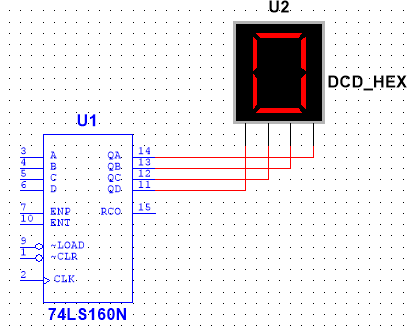 U2
DCD_HEX
U1
3 A QA 14
4 B QB 13
5 C QC 12
6 D QD 11
7 ENP RCO 15
10 ENT
9 ~LOAD
1 ~CLR
2 CLK
74LS160N